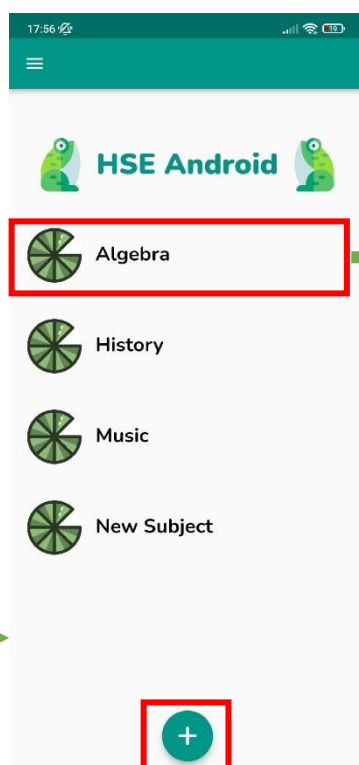 17:56 19
HSE Android
Algebra
History
Music
New Subject
+